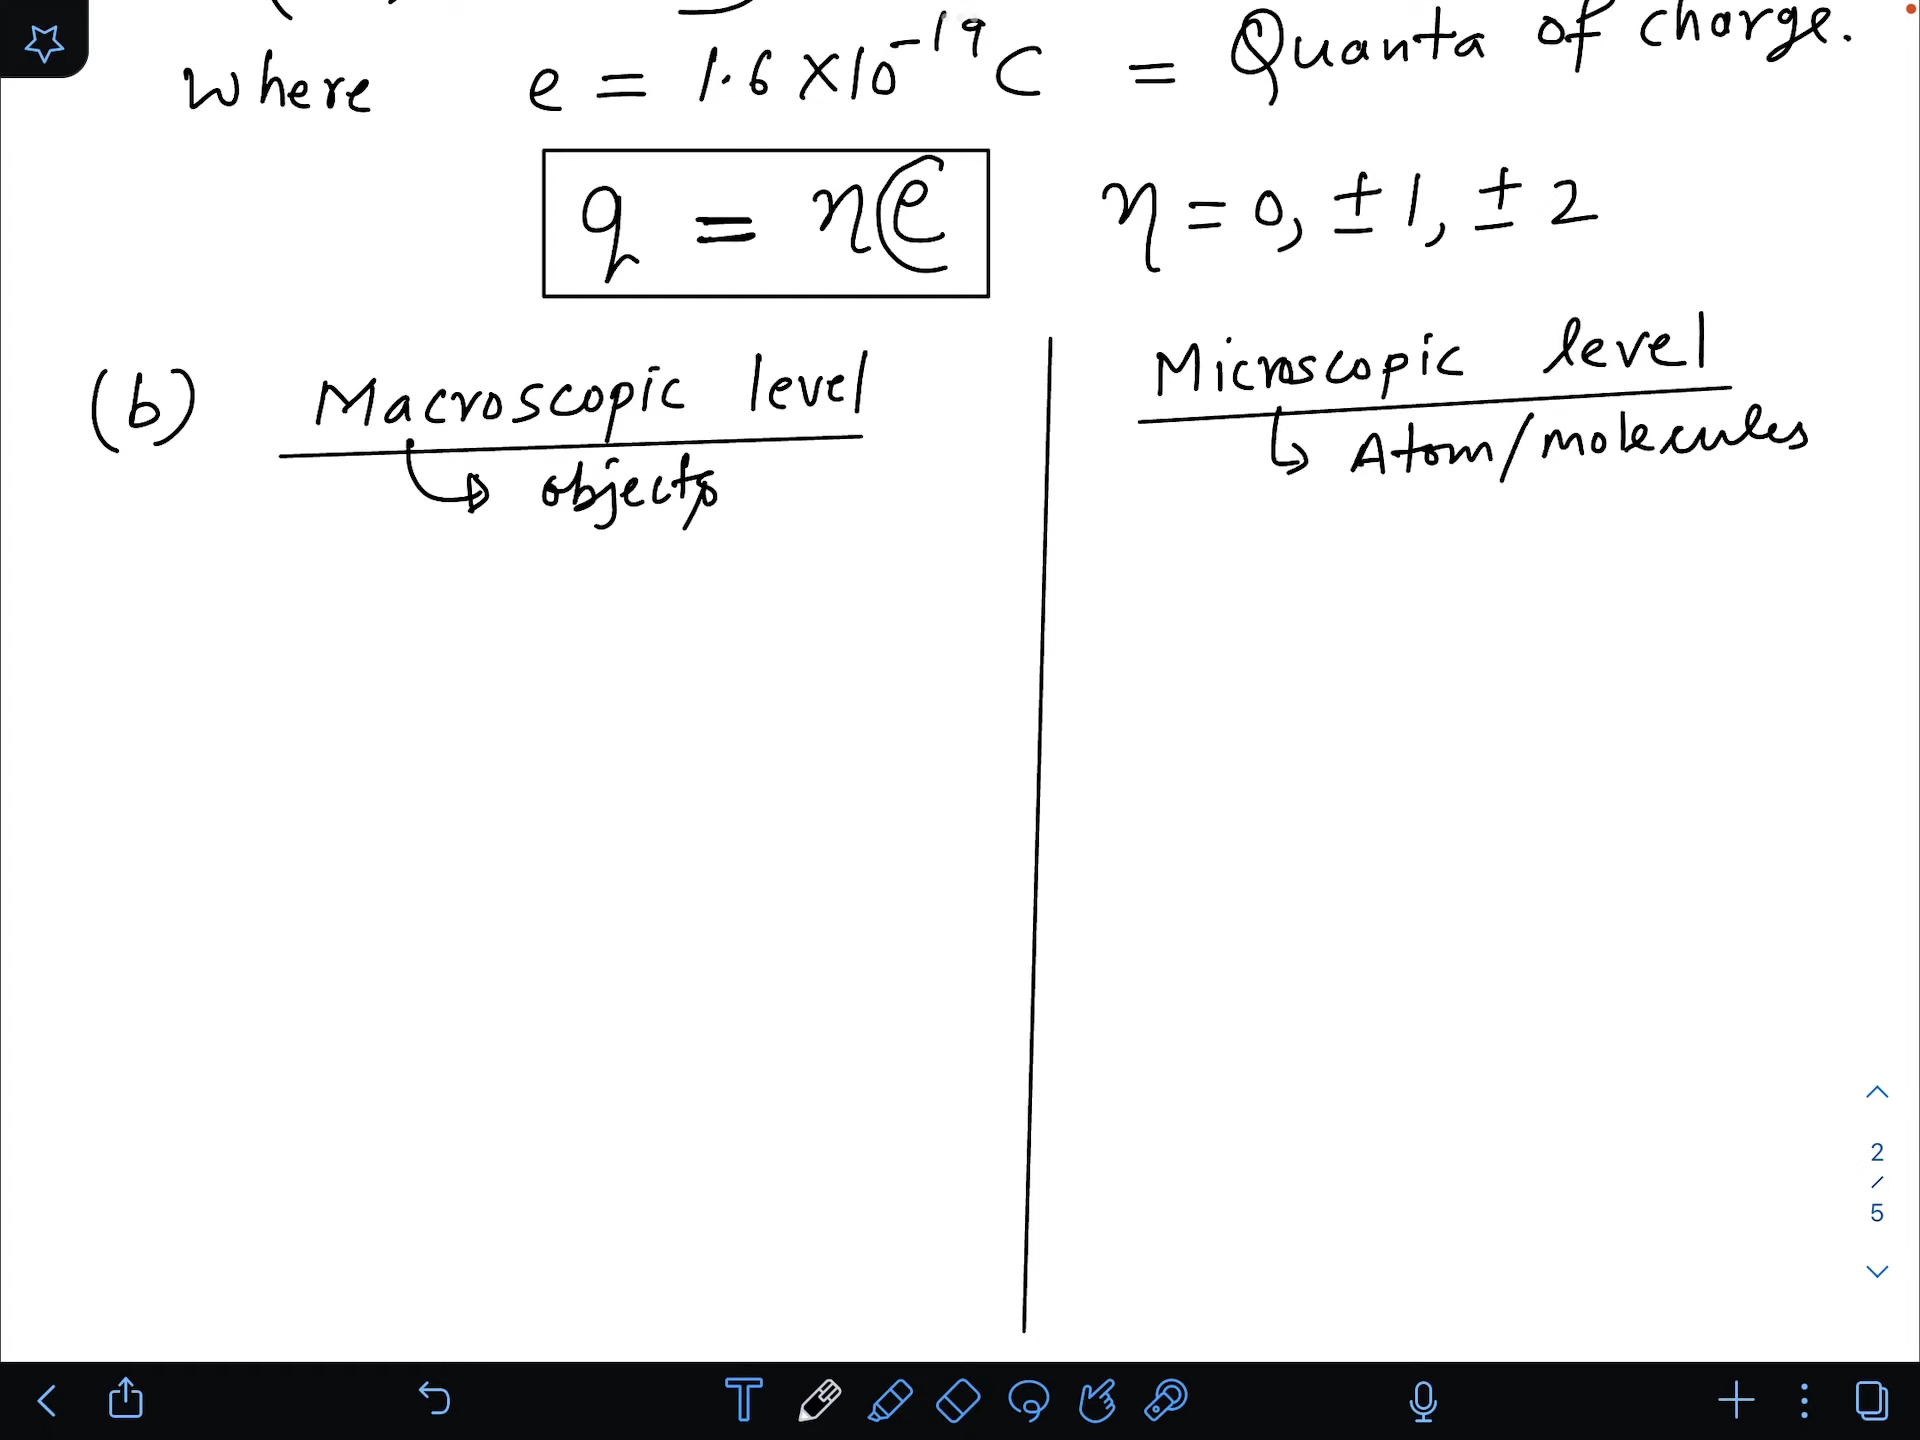 where e = 1.6 × 10⁻¹⁹ C = Quanta of charge.
q = ne n = 0, ± 1, ± 2
(b) Macroscopic level
↳ objects
Microscopic level
↳ Atom/molecules
2
/
5
T